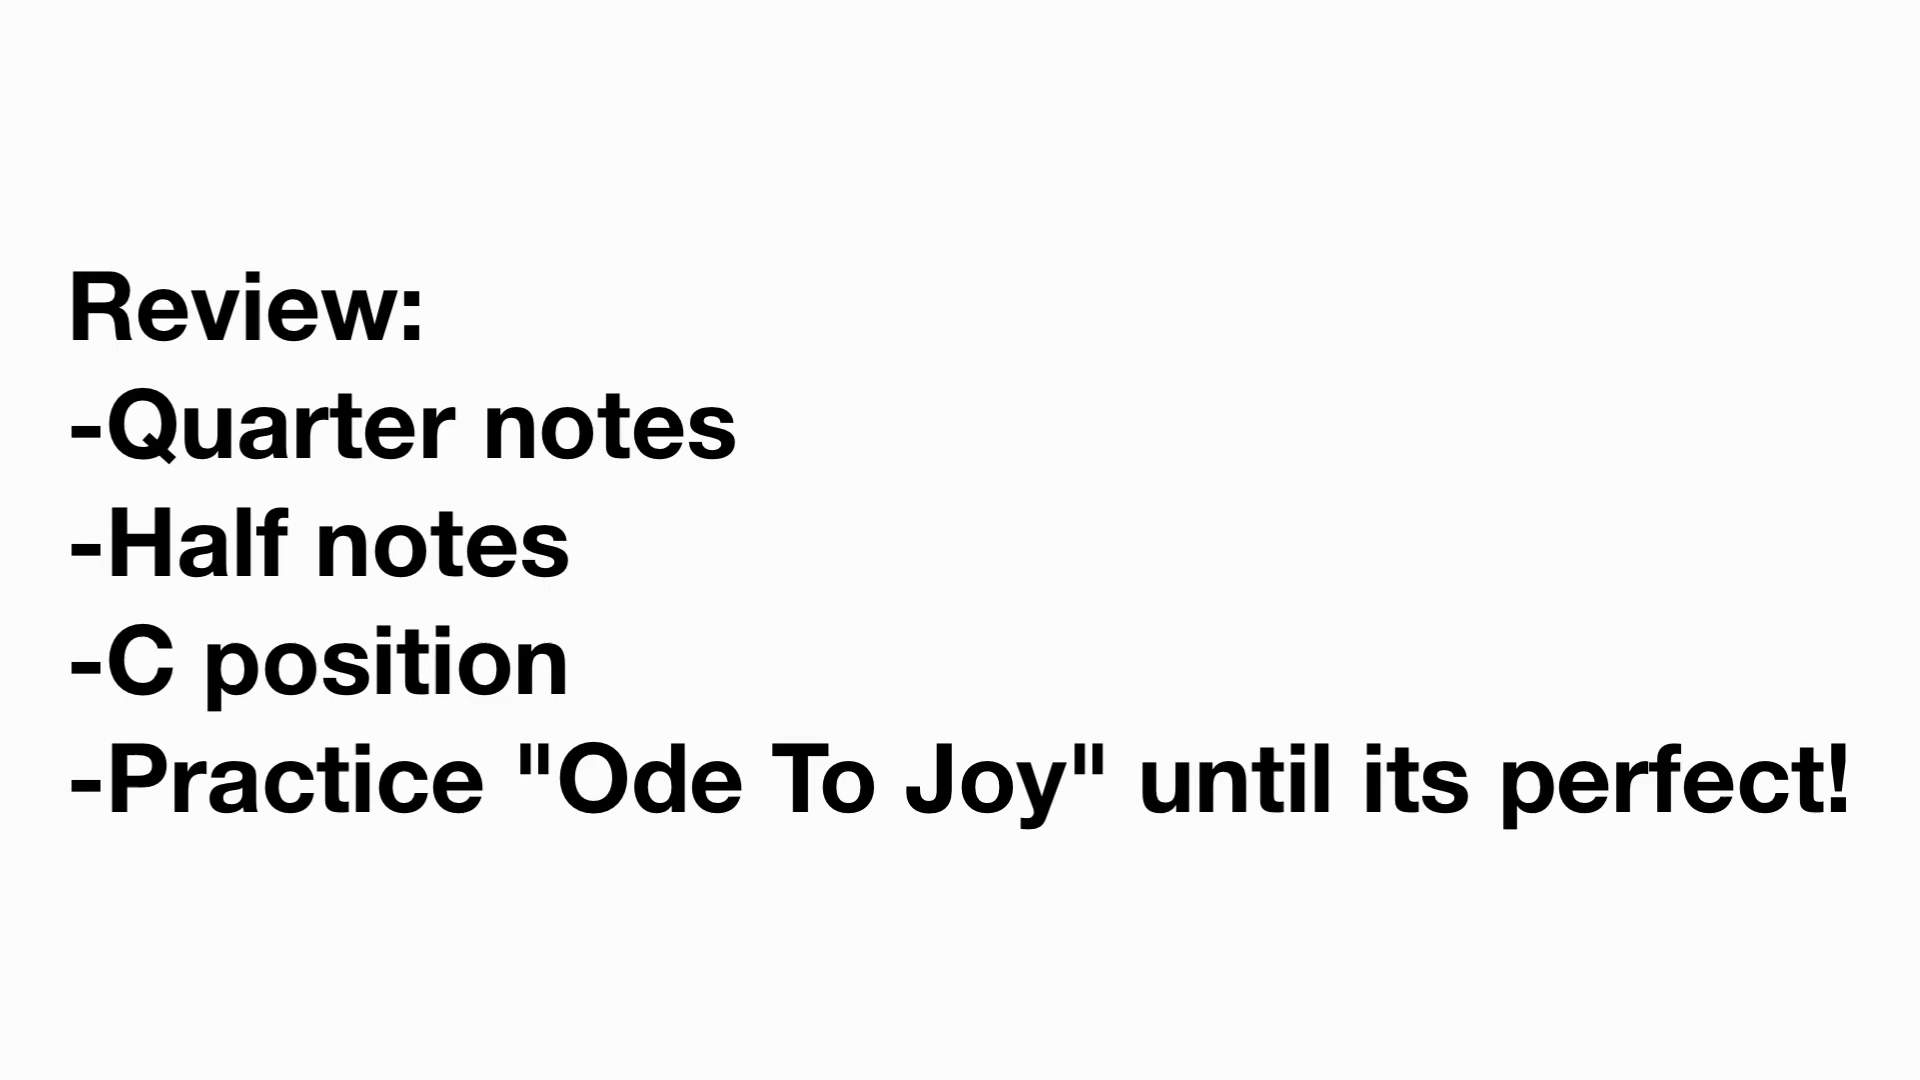 Review:
-Quarter notes
-Half notes
-C position
-Practice "Ode To Joy" until its perfect!